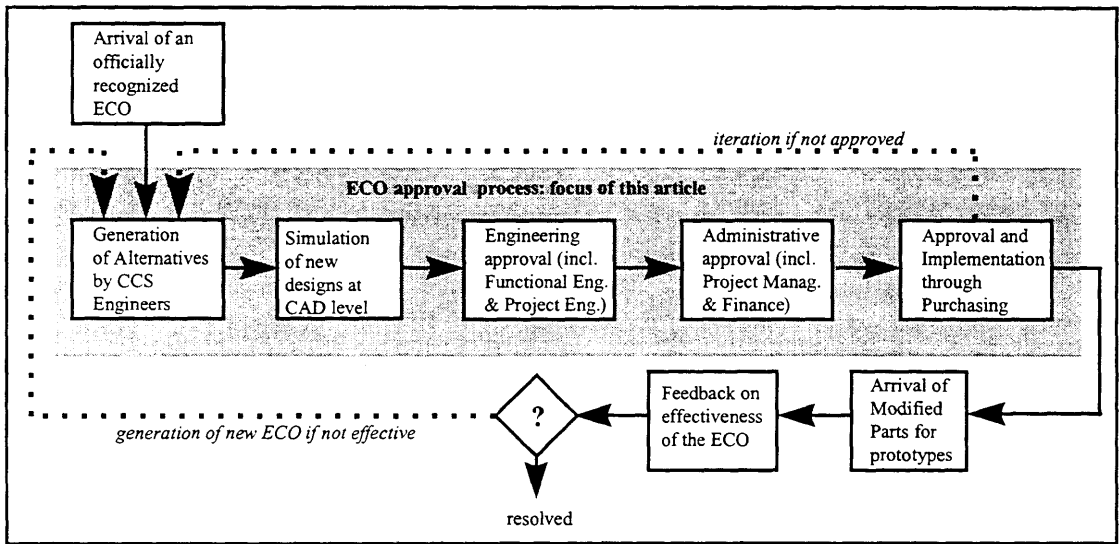 Arrival of an
officially
recognized
ECO
iteration if not approved
ECO approval process: focus of this article
Generation
of Alternatives
by CCS
Engineers
Simulation
of new
designs at
CAD level
Engineering
approval (incl.
Functional Eng.
& Project Eng.)
Administrative
approval (incl.
Project Manag.
& Finance)
Approval and
Implementation
through
Purchasing
generation of new ECO if not effective
?
Feedback on
effectiveness
of the ECO
Arrival of
Modified
Parts for
prototypes
resolved